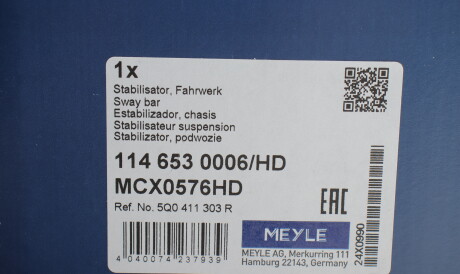 1x
Stabilisator, Fahrwerk
Sway bar
Estabilizador, chasis
Stabilisateur suspension
Stabilizator, podwozie
114 653 0006/HD
MCX0576HD
Ref. No. 5Q0 411 303 R
EAC
4 040074 237939
MEYLE
MEYLE AG, Merkurring 111
Hamburg 22143, Germany
24X0990